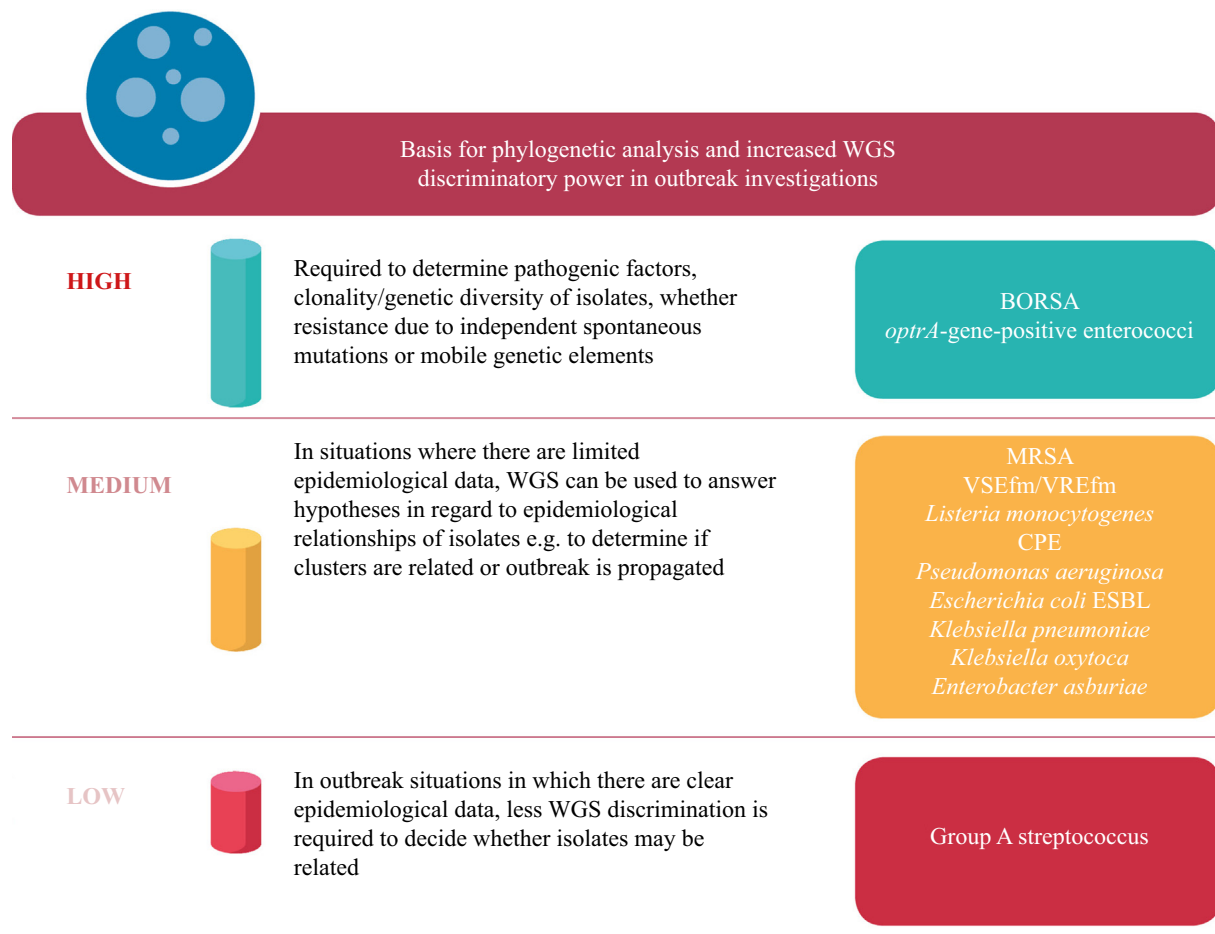 Basis for phylogenetic analysis and increased WGS
discriminatory power in outbreak investigations
HIGH
Required to determine pathogenic factors,
clonality/genetic diversity of isolates, whether
resistance due to independent spontaneous
mutations or mobile genetic elements
BORSA
optrA-gene-positive enterococci
MEDIUM
In situations where there are limited
epidemiological data, WGS can be used to answer
hypotheses in regard to epidemiological
relationships of isolates e.g. to determine if
clusters are related or outbreak is propagated
MRSA
VSEfm/VREfm
Listeria monocytogenes
CPE
Pseudomonas aeruginosa
Escherichia coli ESBL
Klebsiella pneumoniae
Klebsiella oxytoca
Enterobacter asburiae
LOW
In outbreak situations in which there are clear
epidemiological data, less WGS discrimination is
required to decide whether isolates may be
related
Group A streptococcus